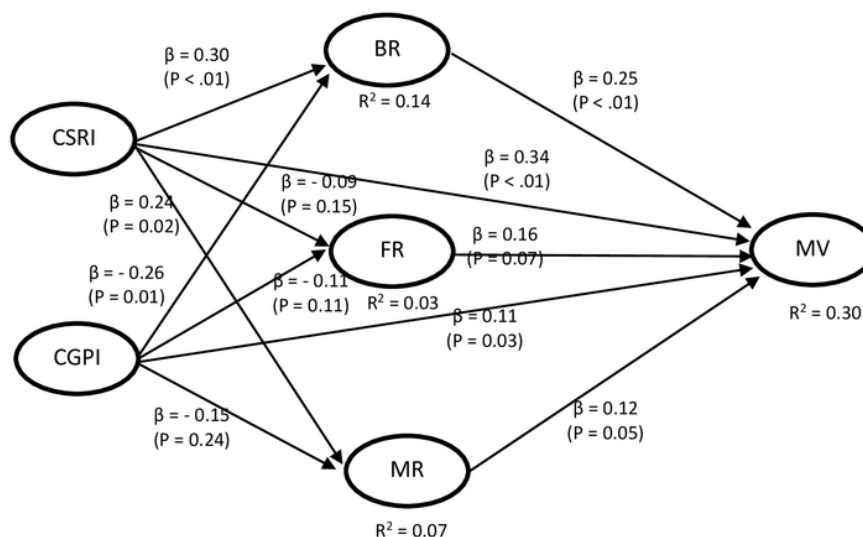 BR
β = 0.30
(P < .01)
R² = 0.14
β = 0.25
(P < .01)
CSRI
β = 0.34
(P < .01)
β = - 0.09
(P = 0.15)
β = 0.24
(P = 0.02)
FR
β = 0.16
(P = 0.07)
MV
β = - 0.26
(P = 0.01)
β = - 0.11
(P = 0.11)
R² = 0.03
R² = 0.30
β = 0.11
(P = 0.03)
CGPI
β = - 0.15
(P = 0.24)
β = 0.12
(P = 0.05)
MR
R² = 0.07